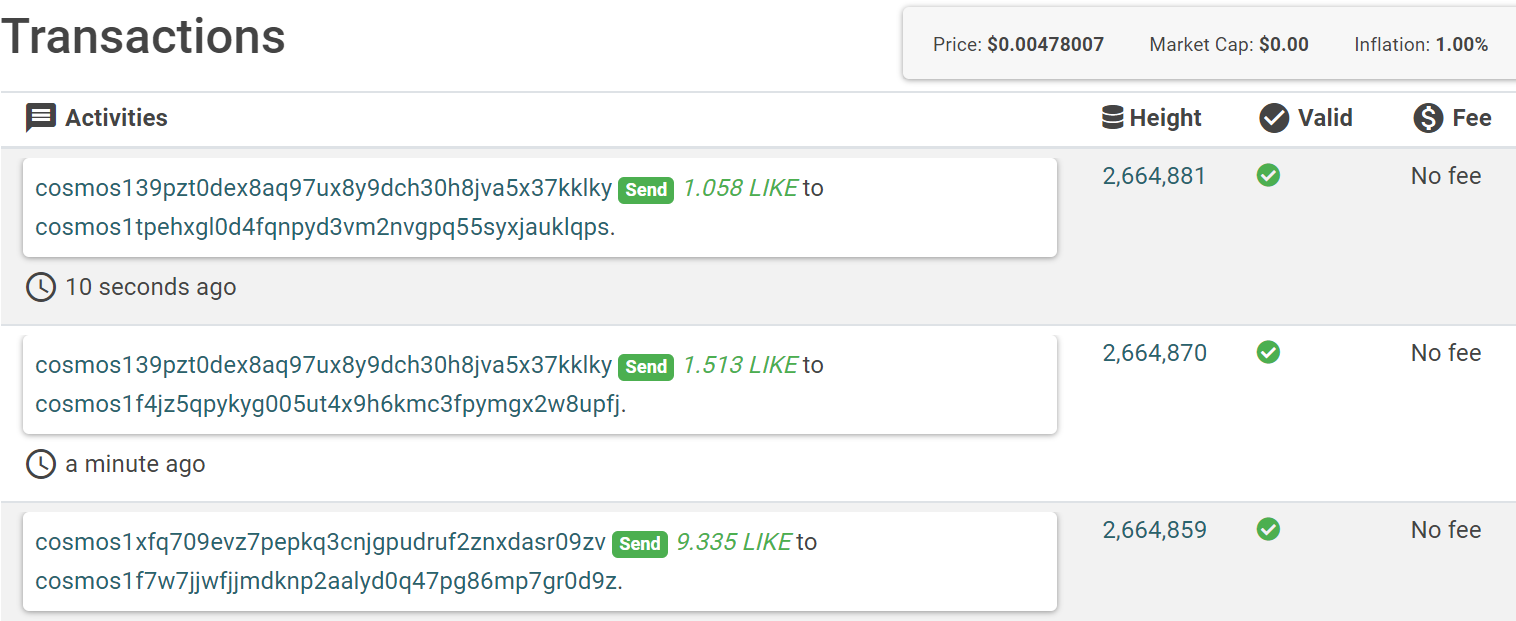 Transactions
Price: $0.00478007 Market Cap: $0.00 Inflation: 1.00%
Activities Height Valid Fee
cosmos139pzt0dex8aq97ux8y9dch30h8jva5x37kklky Send 1.058 LIKE to 2,664,881 No fee
cosmos1tpehxgl0d4fqnpyd3vm2nvgpq55syxjauklqps.
10 seconds ago
cosmos139pzt0dex8aq97ux8y9dch30h8jva5x37kklky Send 1.513 LIKE to 2,664,870 No fee
cosmos1f4jz5qpykyg005ut4x9h6kmc3fpymgx2w8upfj.
a minute ago
cosmos1xfq709evz7pepkq3cnjgpudruf2znxdasr09zv Send 9.335 LIKE to 2,664,859 No fee
cosmos1f7w7jjwfjjmdknp2aalyd0q47pg86mp7gr0d9z.